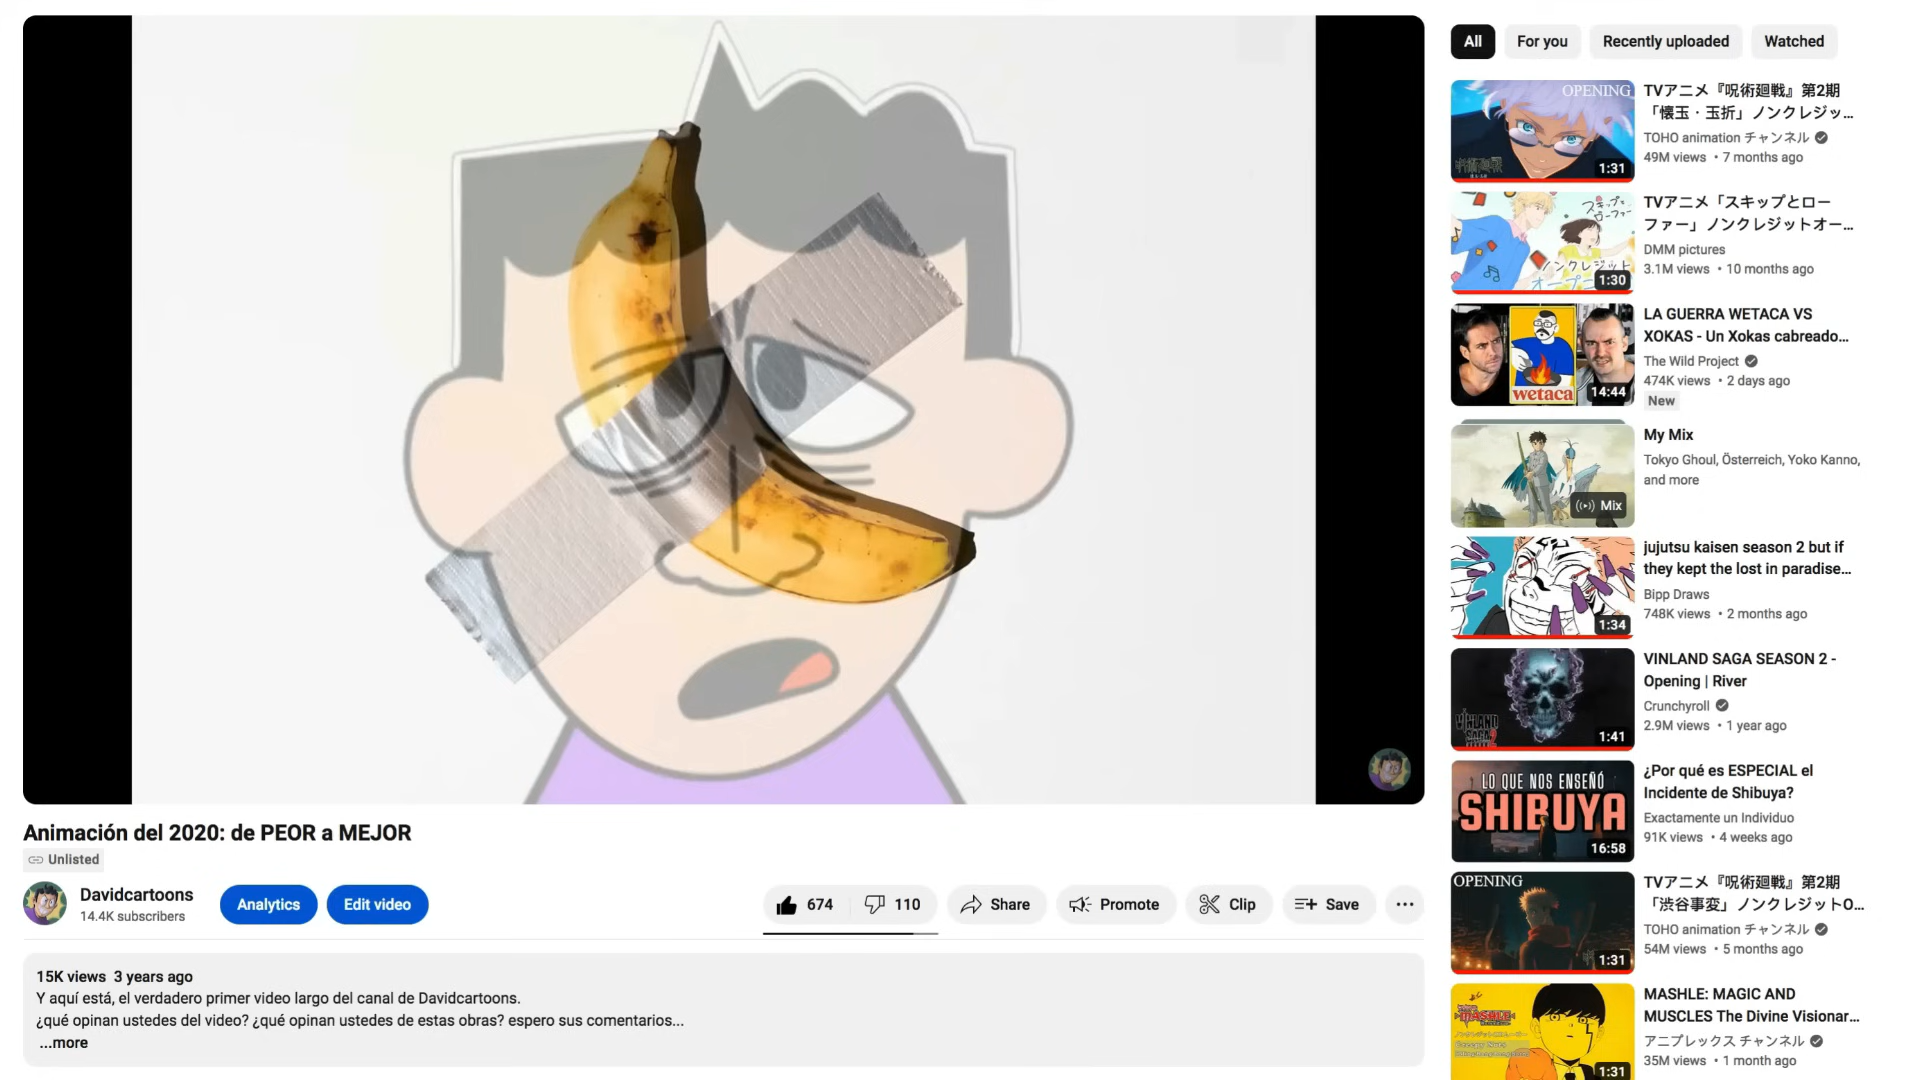 All
For you
Recently uploaded
Watched
OPENING
1:31
TVアニメ『呪術廻戦』第2期
「懐玉・玉折」ノンクレジッ...
TOHO animation チャンネル
49M views • 7 months ago
ノンクレジット
1:30
TVアニメ「スキップとロー
ファー」ノンクレジットオー...
DMM pictures
3.1M views • 10 months ago
wetaca
14:44
LA GUERRA WETACA VS
XOKAS - Un Xokas cabreado...
The Wild Project
474K views • 2 days ago
New
Mix
My Mix
Tokyo Ghoul, Österreich, Yoko Kanno,
and more
1:34
jujutsu kaisen season 2 but if
they kept the lost in paradise...
Bipp Draws
748K views • 2 months ago
VINLAND
SAGA
1:41
VINLAND SAGA SEASON 2 -
Opening | River
Crunchyroll
2.9M views • 1 year ago
LO QUE NOS ENSEÑÓ
SHIBUYA
16:58
¿Por qué es ESPECIAL el
Incidente de Shibuya?
Exactamente un Individuo
91K views • 4 weeks ago
OPENING
1:31
TVアニメ『呪術廻戦』第2期
「渋谷事変」ノンクレジットO...
TOHO animation チャンネル
54M views • 5 months ago
MASHLE
1:31
MASHLE: MAGIC AND
MUSCLES The Divine Visionar...
アニプレックス チャンネル
35M views • 1 month ago
Animación del 2020: de PEOR a MEJOR
Unlisted
Davidcartoons
14.4K subscribers
Analytics
Edit video
674
110
Share
Promote
Clip
Save
15K views 3 years ago
Y aquí está, el verdadero primer video largo del canal de Davidcartoons.
¿qué opinan ustedes del video? ¿qué opinan ustedes de estas obras? espero sus comentarios...
...more